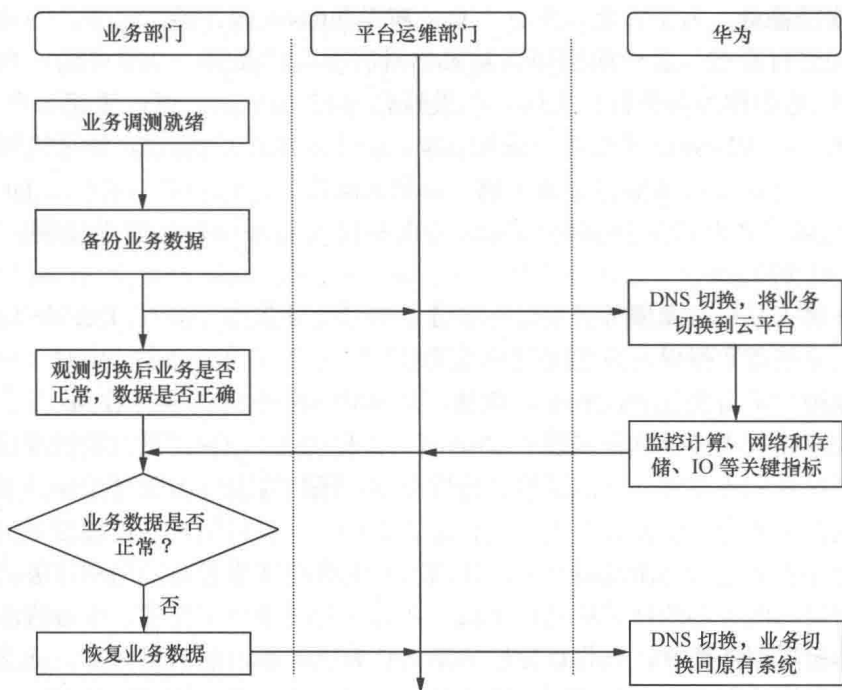 业务部门
平台运维部门
华为
业务调测就绪
备份业务数据
DNS 切换，将业务
切换到云平台
观测切换后业务是否
正常，数据是否正确
监控计算、网络和存
储、IO 等关键指标
业务数据是否
正常？
否
恢复业务数据
DNS 切换，业务切
换回原有系统